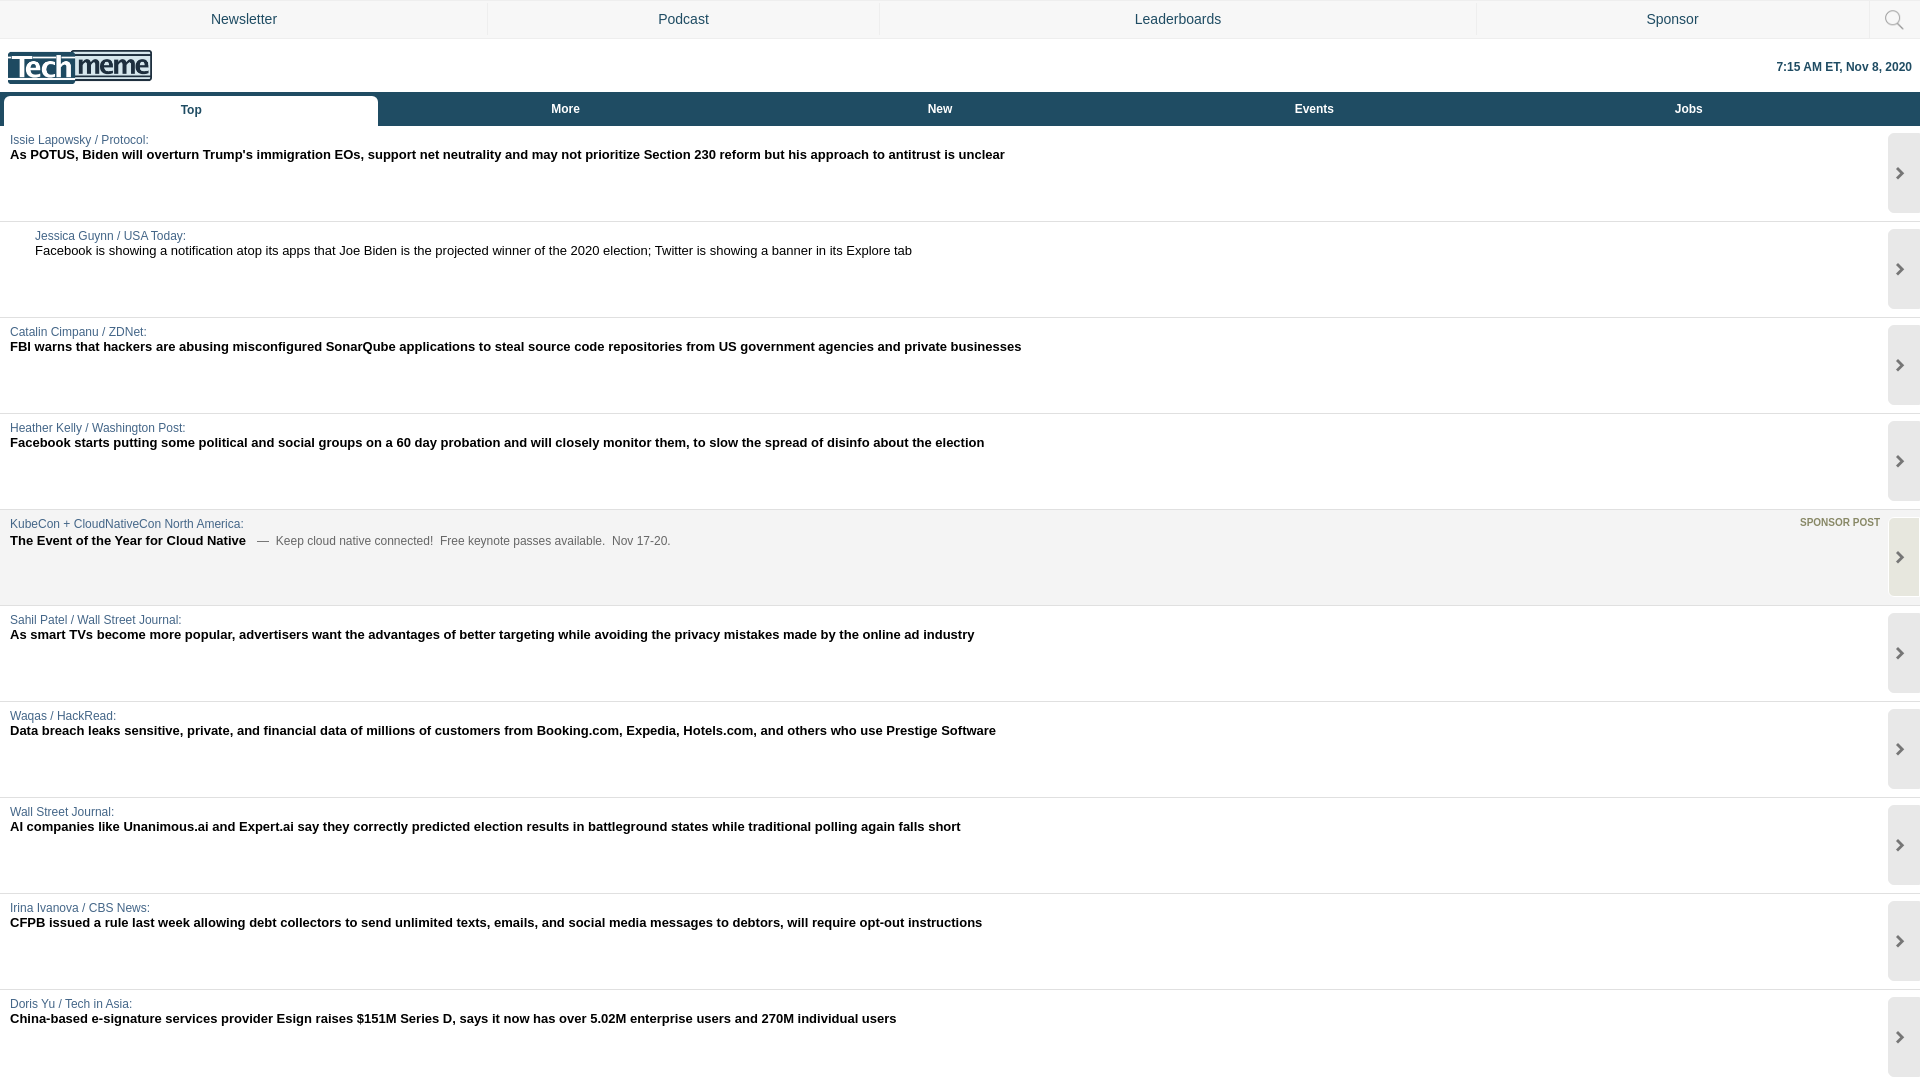 Newsletter
Podcast
Leaderboards
Sponsor
Techmeme
7:15 AM ET, Nov 8, 2020
Top
More
New
Events
Jobs
Issie Lapowsky / Protocol:
As POTUS, Biden will overturn Trump's immigration EOs, support net neutrality and may not prioritize Section 230 reform but his approach to antitrust is unclear
Jessica Guynn / USA Today:
Facebook is showing a notification atop its apps that Joe Biden is the projected winner of the 2020 election; Twitter is showing a banner in its Explore tab
Catalin Cimpanu / ZDNet:
FBI warns that hackers are abusing misconfigured SonarQube applications to steal source code repositories from US government agencies and private businesses
Heather Kelly / Washington Post:
Facebook starts putting some political and social groups on a 60 day probation and will closely monitor them, to slow the spread of disinfo about the election
KubeCon + CloudNativeCon North America:
SPONSOR POST
The Event of the Year for Cloud Native — Keep cloud native connected! Free keynote passes available. Nov 17-20.
Sahil Patel / Wall Street Journal:
As smart TVs become more popular, advertisers want the advantages of better targeting while avoiding the privacy mistakes made by the online ad industry
Waqas / HackRead:
Data breach leaks sensitive, private, and financial data of millions of customers from Booking.com, Expedia, Hotels.com, and others who use Prestige Software
Wall Street Journal:
AI companies like Unanimous.ai and Expert.ai say they correctly predicted election results in battleground states while traditional polling again falls short
Irina Ivanova / CBS News:
CFPB issued a rule last week allowing debt collectors to send unlimited texts, emails, and social media messages to debtors, will require opt-out instructions
Doris Yu / Tech in Asia:
China-based e-signature services provider Esign raises $151M Series D, says it now has over 5.02M enterprise users and 270M individual users